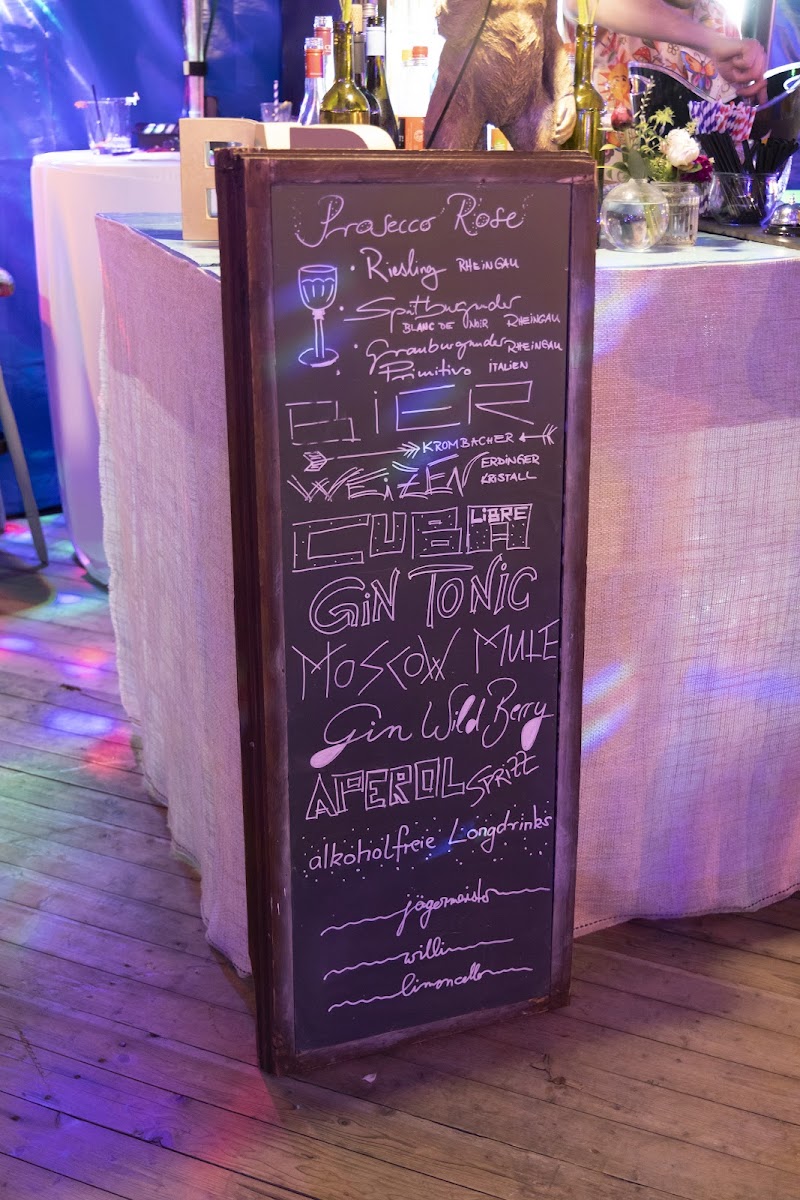 Prosecco Rose
• Riesling RHEINGAU
• Spätburgunder
BLANC DE NOIR RHEINGAU
• Grauburgunder RHEINGAU
• Primitivo ITALIEN
BIER
KROMBACHER
WEIZEN ERDINGER
KRISTALL
CUBA LIBRE
GIN TONIC
MOSCOW MULE
Gin Wild Berry
APEROL SPRITZ
alkoholfreie Longdrinks
jägermeister
willi
limoncello